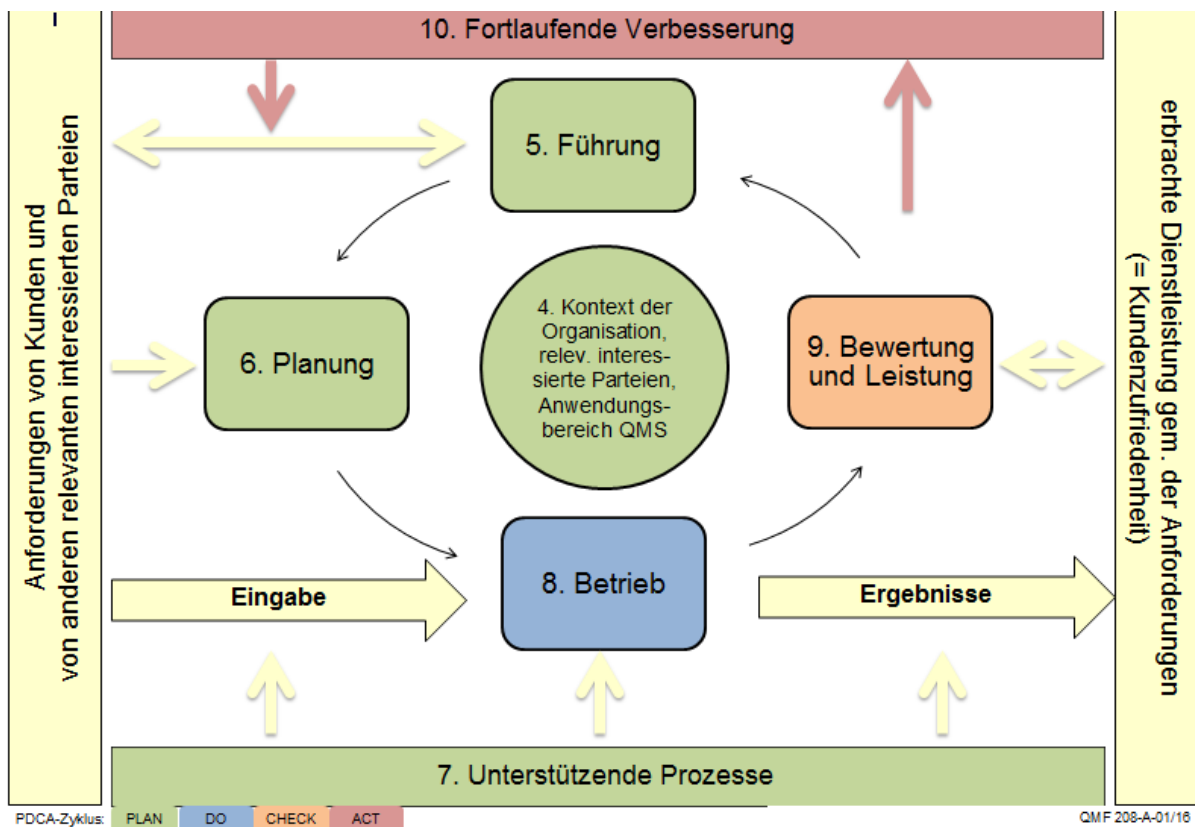 10. Fortlaufende Verbesserung
Anforderungen von Kunden und
von anderen relevanten interessierten Parteien
5. Führung
6. Planung
4. Kontext der
Organisation,
relev. interes-
sierte Parteien,
Anwendungs-
bereich QMS
9. Bewertung
und Leistung
erbrachte Dienstleistung gem. der Anforderungen
(= Kundenzufriedenheit)
Eingabe
8. Betrieb
Ergebnisse
7. Unterstützende Prozesse
PDCA-Zyklus: PLAN DO CHECK ACT
QMF 208-A-01/16